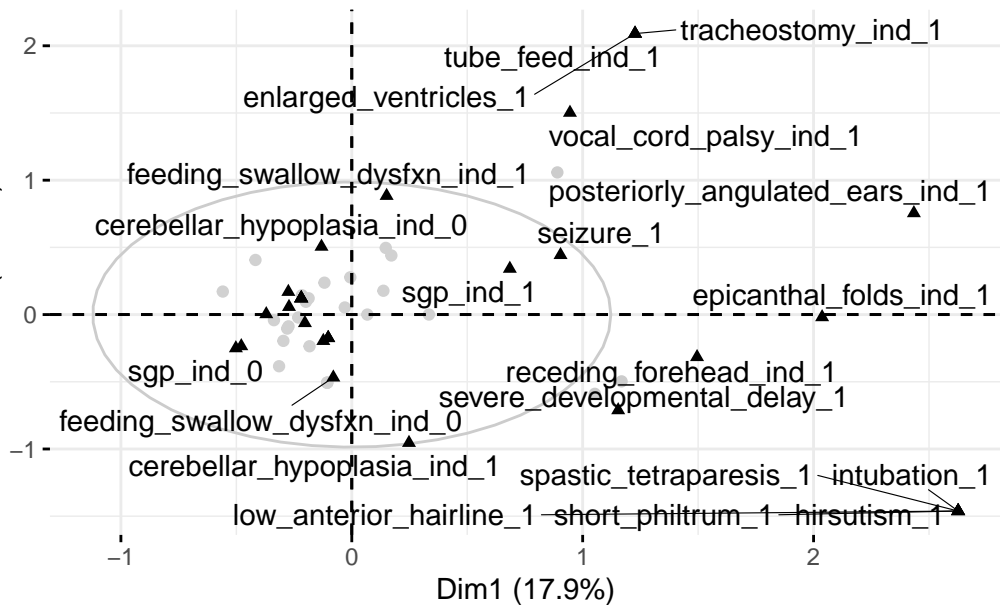 tracheostomy_ind_1
2
tube_feed_ind_1
enlarged_ventricles_1
vocal_cord_palsy_ind_1
feeding_swallow_dysfxn_ind_1
1
posteriorly_angulated_ears_ind_1
cerebellar_hypoplasia_ind_0
seizure_1
sgp_ind_1
epicanthal_folds_ind_1
0
sgp_ind_0
receding_forehead_ind_1
severe_developmental_delay_1
feeding_swallow_dysfxn_ind_0
−1
cerebellar_hypoplasia_ind_1
spastic_tetraparesis_1 intubation_1
low_anterior_hairline_1 short_philtrum_1 hirsutism_1
−1 0 1 2
Dim1 (17.9%)